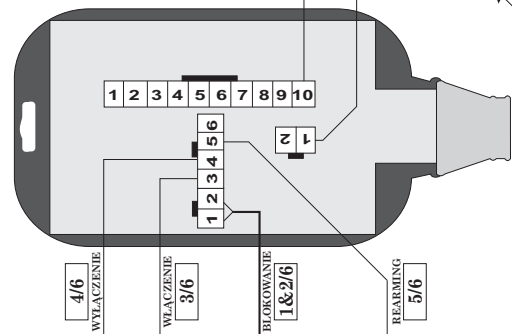 1 2 3 4 5 6 7 8 9 10
1 2 3 4 5 6
1 2
4/6
WYŁĄCZENIE
WŁĄCZENIE
3/6
BLOKOWANIE
1&2/6
REARMING
5/6